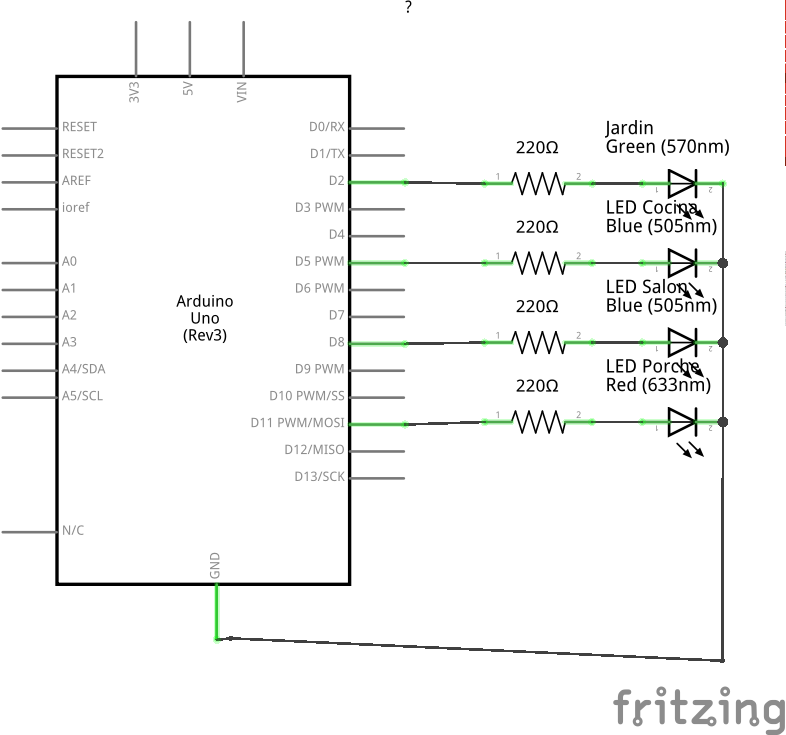 ?
3V3
5V
VIN
RESET
RESET2
AREF
ioref
A0
A1
A2
A3
A4/SDA
A5/SCL
N/C
Arduino
Uno
(Rev3)
D0/RX
D1/TX
D2
D3 PWM
D4
D5 PWM
D6 PWM
D7
D8
D9 PWM
D10 PWM/SS
D11 PWM/MOSI
D12/MISO
D13/SCK
GND
220Ω
1 2
Jardin
Green (570nm)
1 2
220Ω
1 2
LED Cocina
Blue (505nm)
1 2
220Ω
1 2
LED Salon
Blue (505nm)
1 2
220Ω
1 2
LED Porche
Red (633nm)
1 2
fritzing